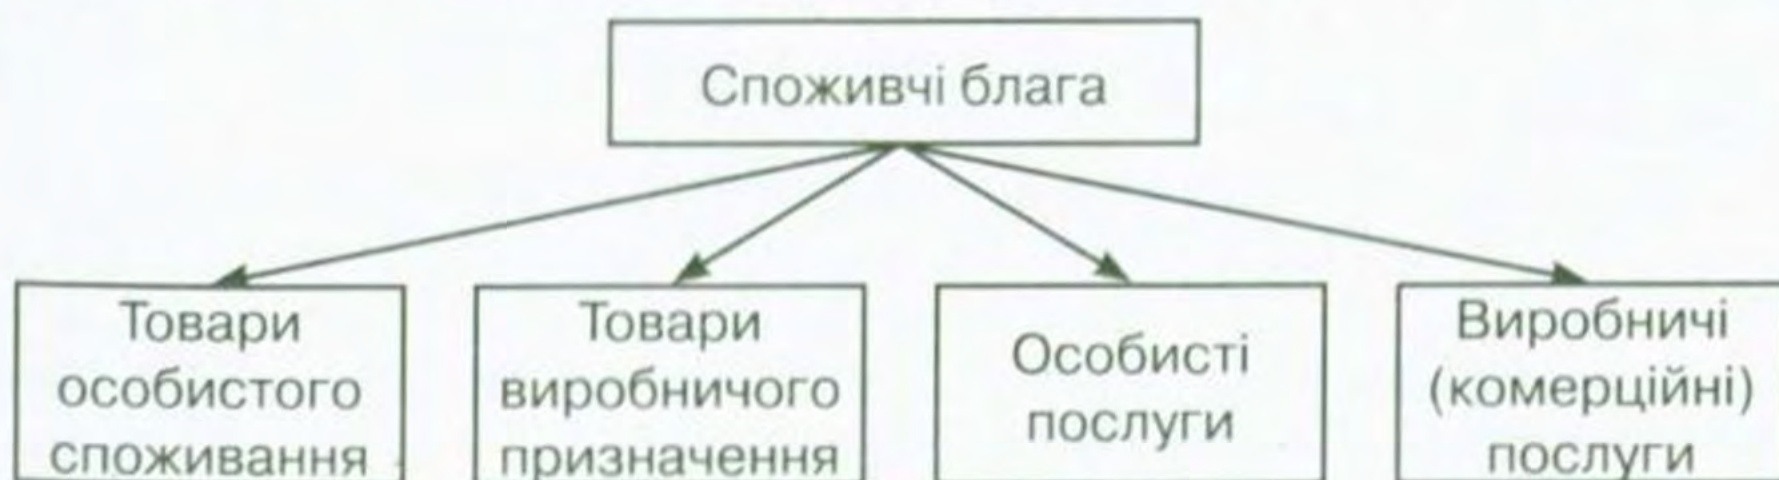 Споживчі блага
Товари
особистого
споживання
Товари
виробничого
призначення
Особисті
послуги
Виробничі
(комерційні)
послуги